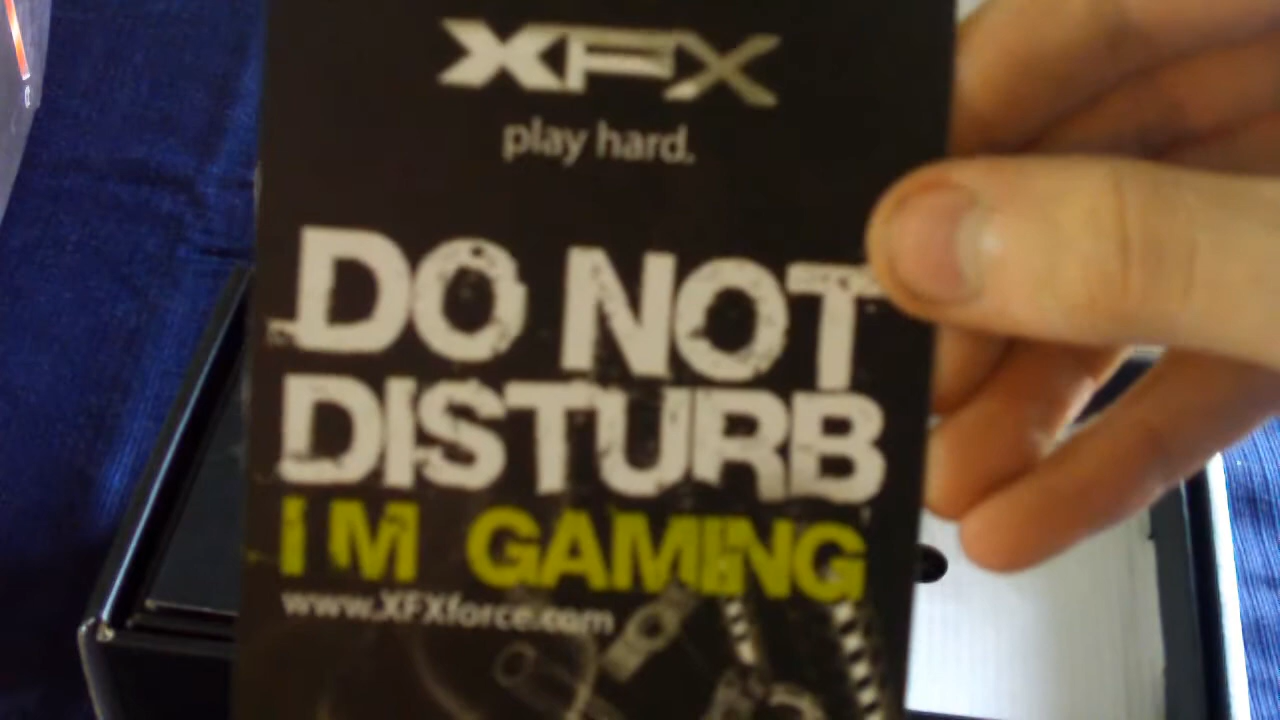 XFX
play hard.
DO NOT
DISTURB
I M GAMING
www.XFXforce.com